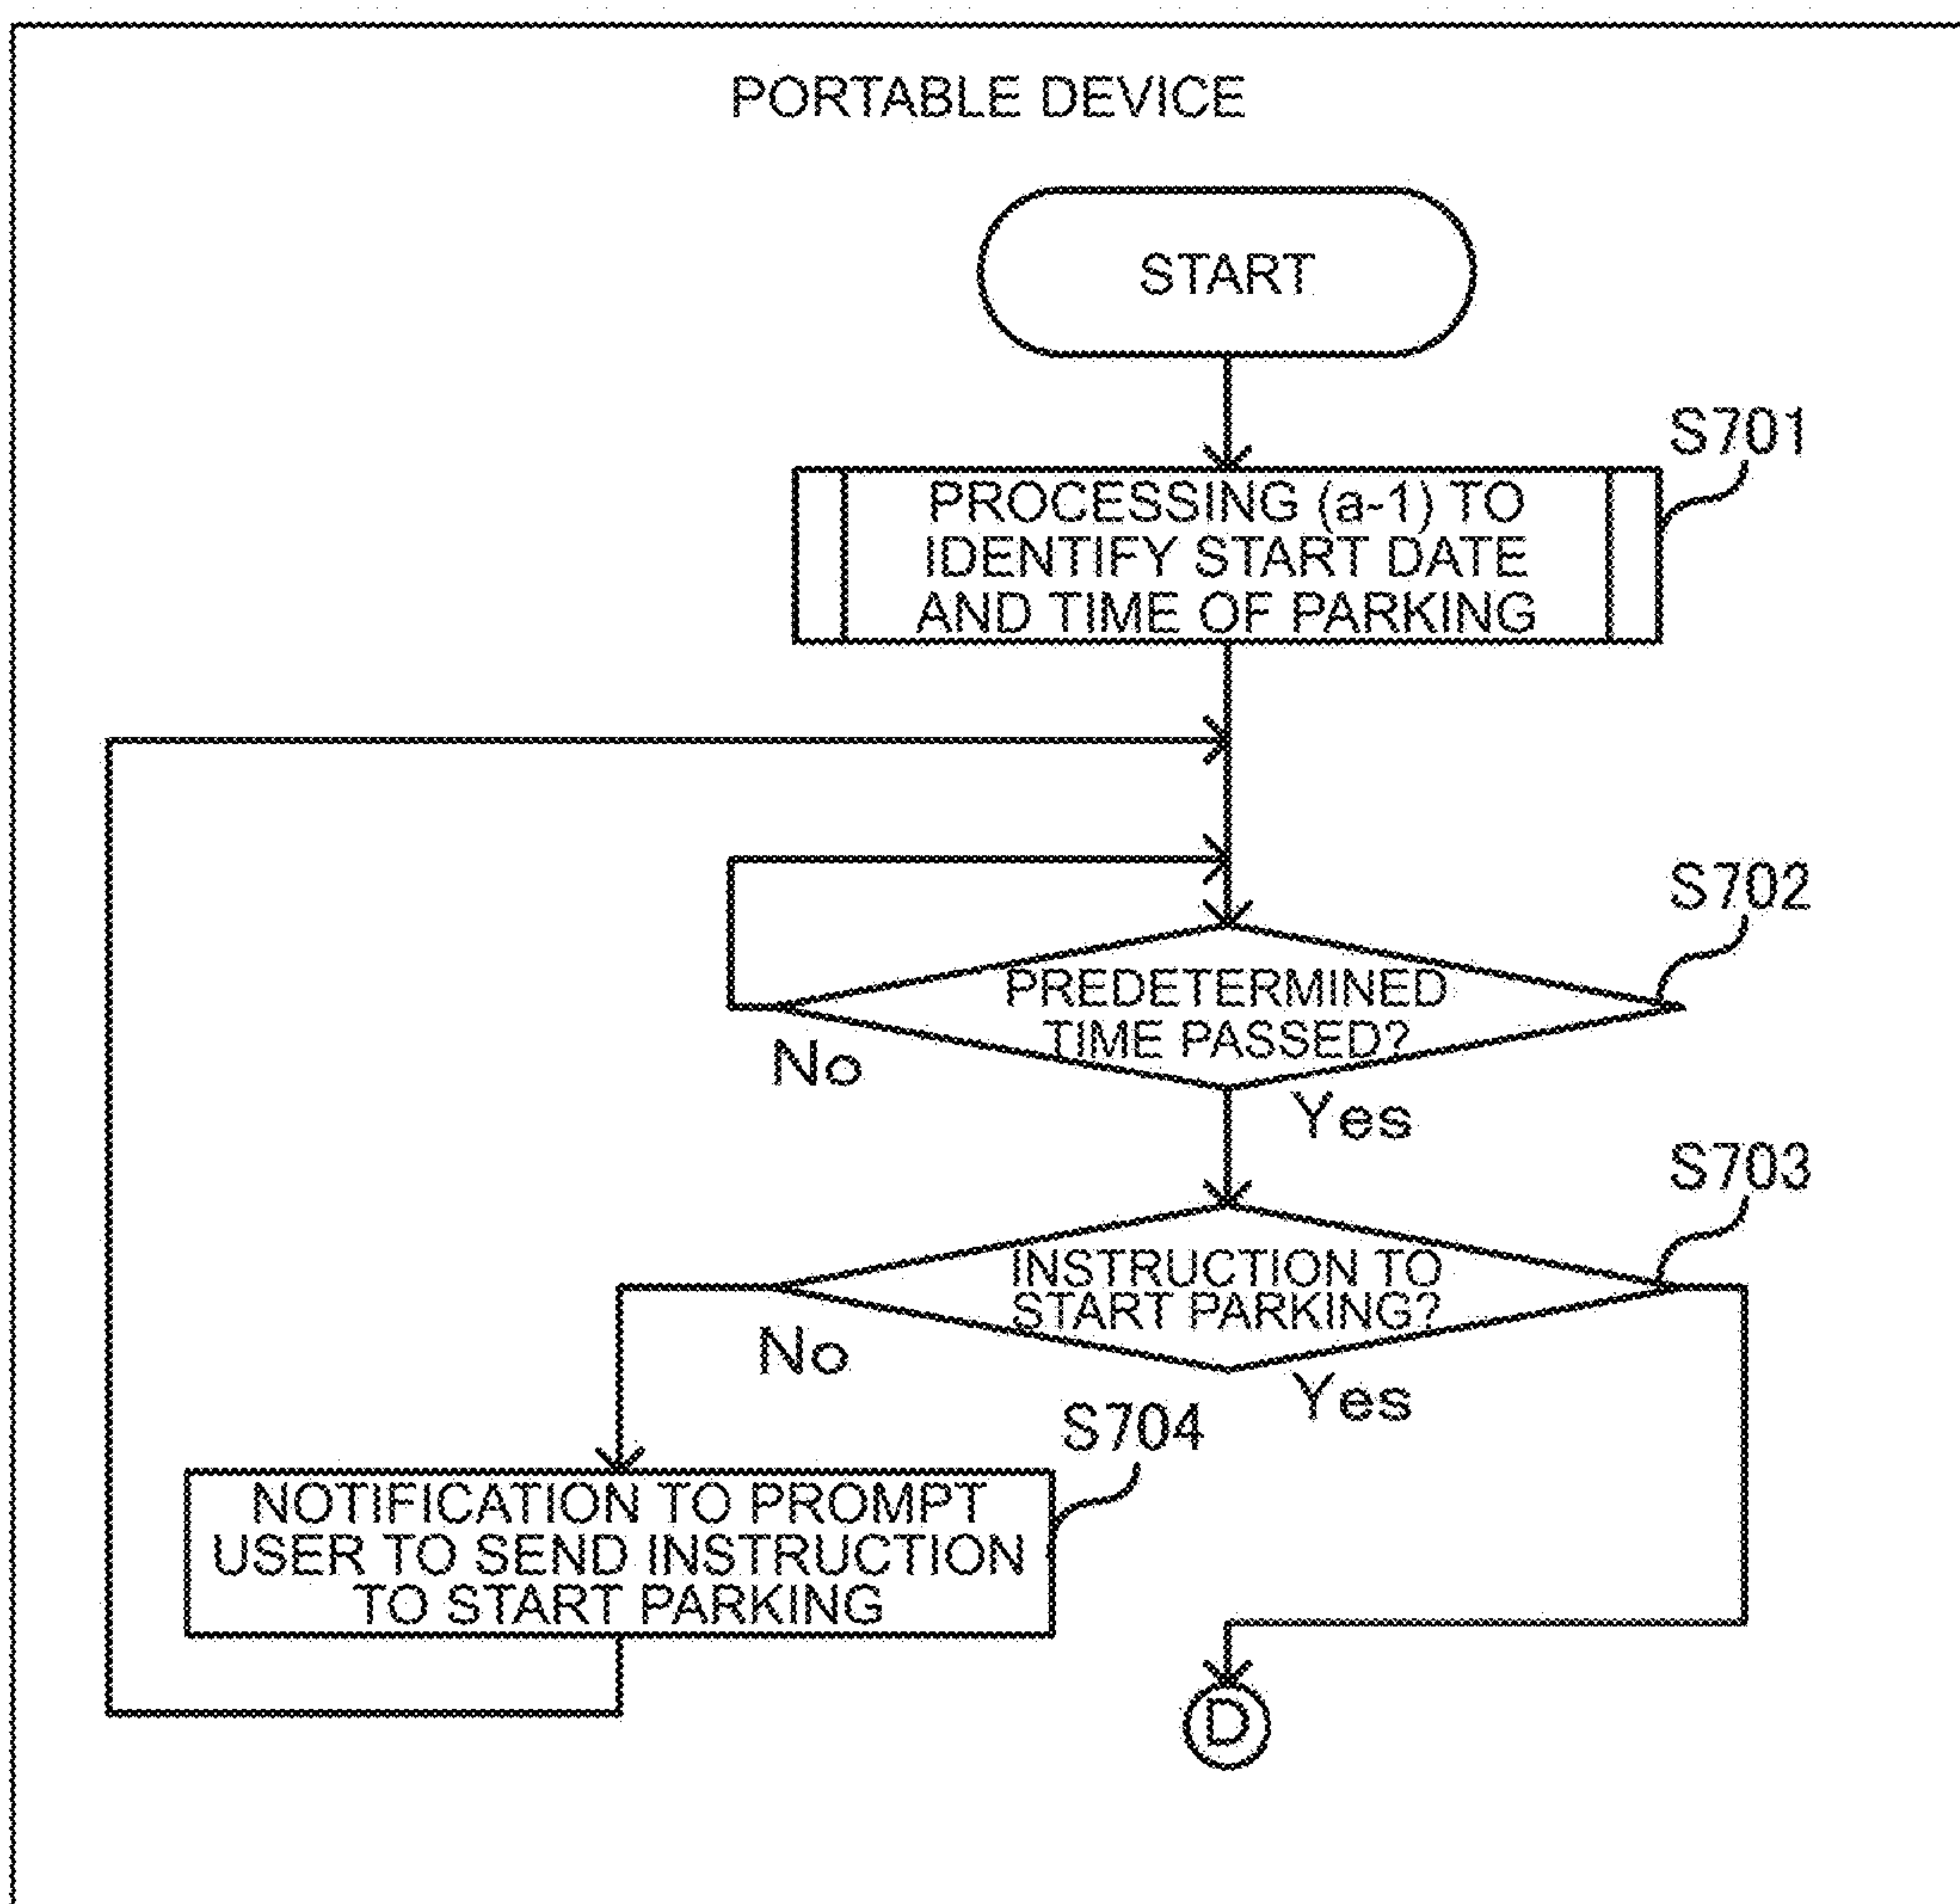 PORTABLE DEVICE
START
S701
PROCESSING (a-1) TO
IDENTIFY START DATE
AND TIME OF PARKING
S702
PREDETERMINED
TIME PASSED?
No
Yes
S703
INSTRUCTION TO
START PARKING?
No
Yes
S704
NOTIFICATION TO PROMPT
USER TO SEND INSTRUCTION
TO START PARKING
D